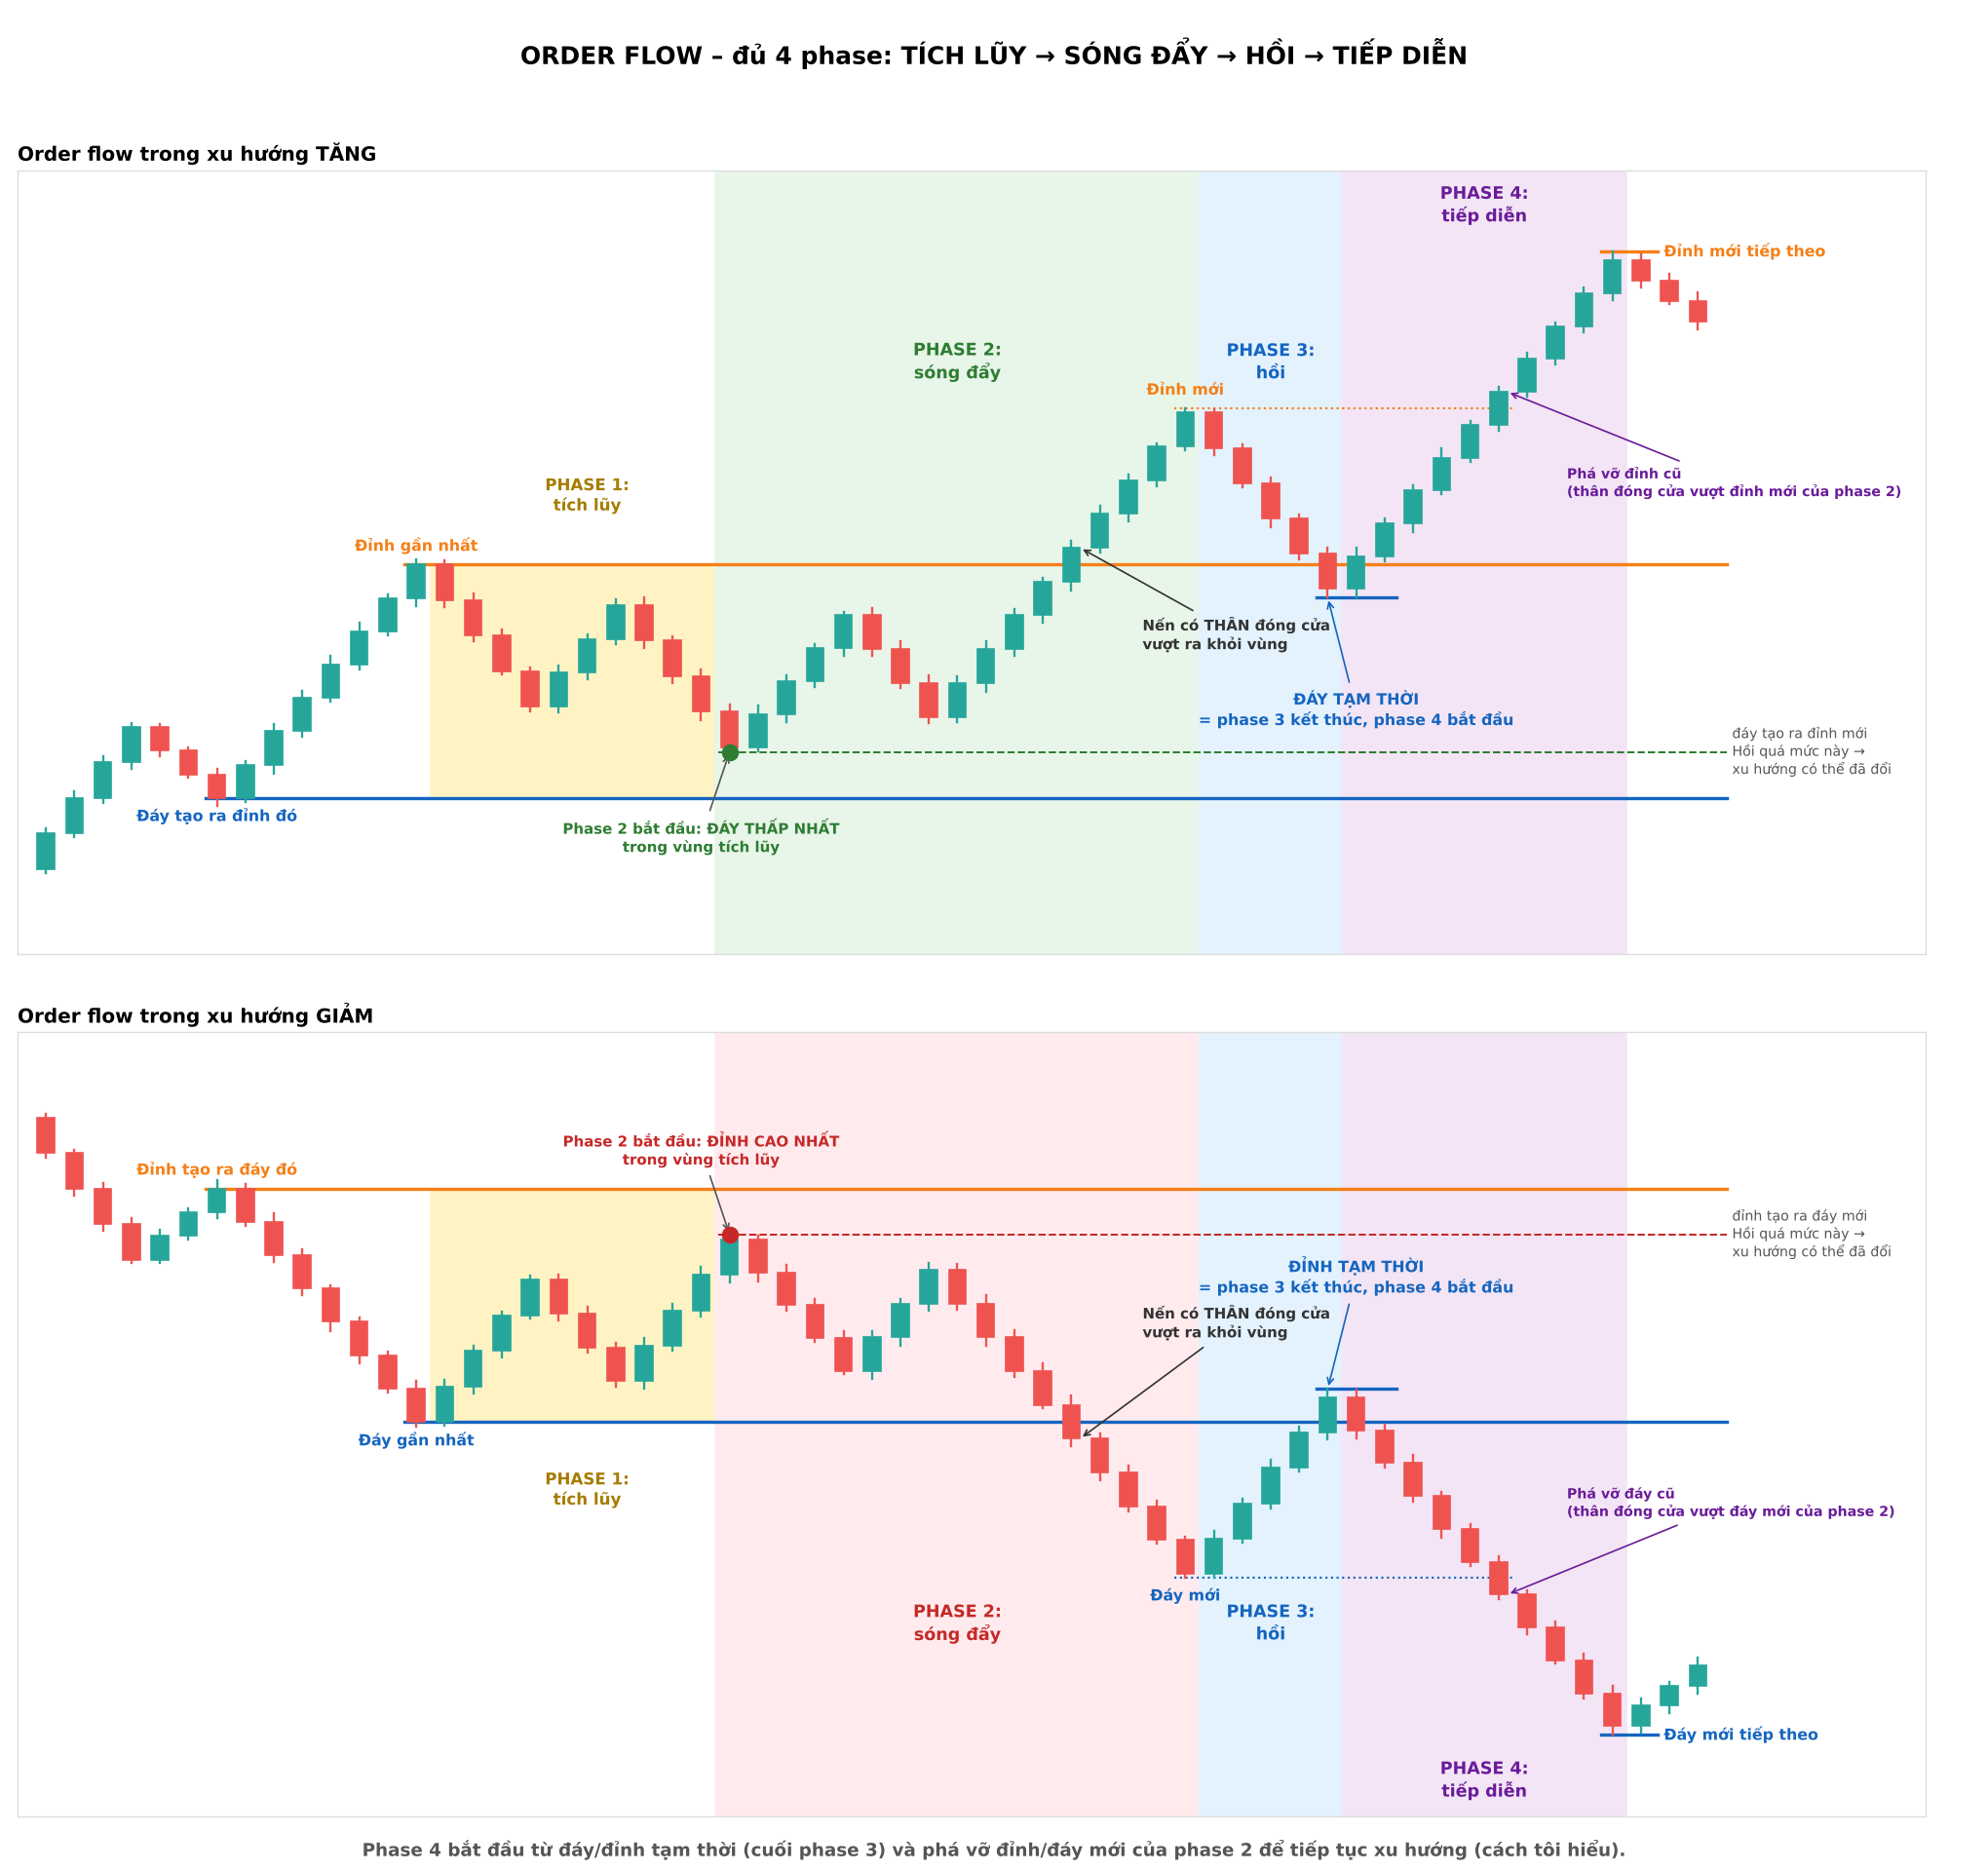 ORDER FLOW – đủ 4 phase: TÍCH LŨY → SÓNG ĐẨY → HỒI → TIẾP DIỄN
Order flow trong xu hướng TĂNG
PHASE 4:
tiếp diễn
Đỉnh mới tiếp theo
PHASE 2:
sóng đẩy
PHASE 3:
hồi
Đỉnh mới
Phá vỡ đỉnh cũ
(thân đóng cửa vượt đỉnh mới của phase 2)
PHASE 1:
tích lũy
Đỉnh gần nhất
Nến có THÂN đóng cửa
vượt ra khỏi vùng
ĐÁY TẠM THỜI
= phase 3 kết thúc, phase 4 bắt đầu
đáy tạo ra đỉnh mới
Hồi quá mức này →
xu hướng có thể đã đổi
Đáy tạo ra đỉnh đó
Phase 2 bắt đầu: ĐÁY THẤP NHẤT
trong vùng tích lũy
Order flow trong xu hướng GIẢM
Phase 2 bắt đầu: ĐỈNH CAO NHẤT
trong vùng tích lũy
Đỉnh tạo ra đáy đó
đỉnh tạo ra đáy mới
Hồi quá mức này →
xu hướng có thể đã đổi
ĐỈNH TẠM THỜI
= phase 3 kết thúc, phase 4 bắt đầu
Nến có THÂN đóng cửa
vượt ra khỏi vùng
Đáy gần nhất
PHASE 1:
tích lũy
Phá vỡ đáy cũ
(thân đóng cửa vượt đáy mới của phase 2)
Đáy mới
PHASE 2:
sóng đẩy
PHASE 3:
hồi
Đáy mới tiếp theo
PHASE 4:
tiếp diễn
Phase 4 bắt đầu từ đáy/đỉnh tạm thời (cuối phase 3) và phá vỡ đỉnh/đáy mới của phase 2 để tiếp tục xu hướng (cách tôi hiểu).